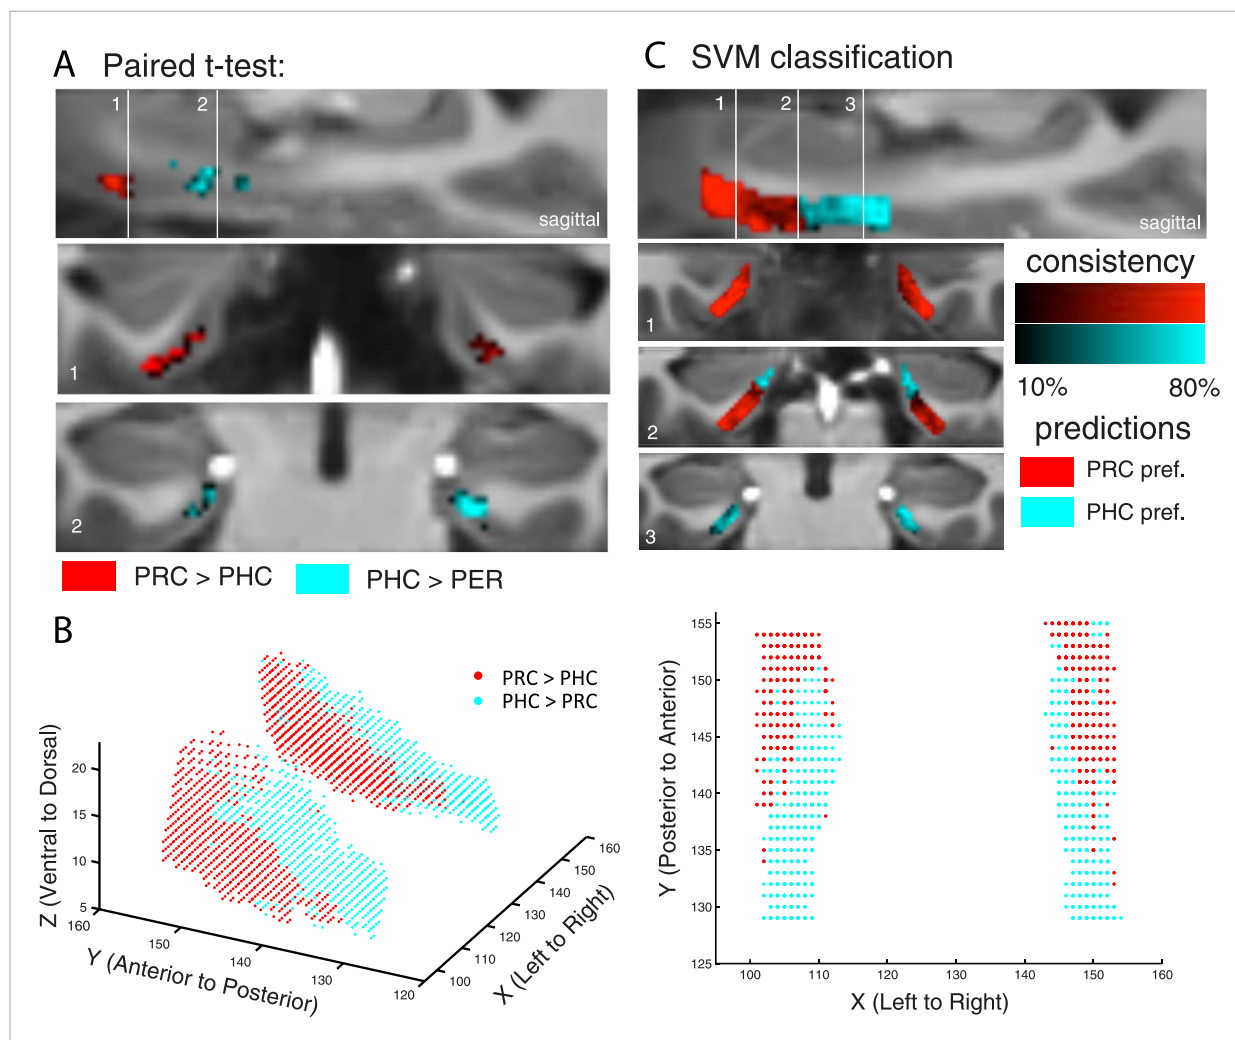 A Paired t-test:
1 2
sagittal
1
2
PRC > PHC PHC > PER
C SVM classification
1 2 3
sagittal
1
2
3
consistency
10% 80%
predictions
PRC pref.
PHC pref.
B
PRC > PHC
PHC > PRC
Z (Ventral to Dorsal)
20
15
10
5
160 150 140 130 120
Y (Anterior to Posterior)
100 110 120 130 140 150 160
X (Left to Right)
Y (Posterior to Anterior)
155
150
145
140
135
130
125
100 110 120 130 140 150 160
X (Left to Right)